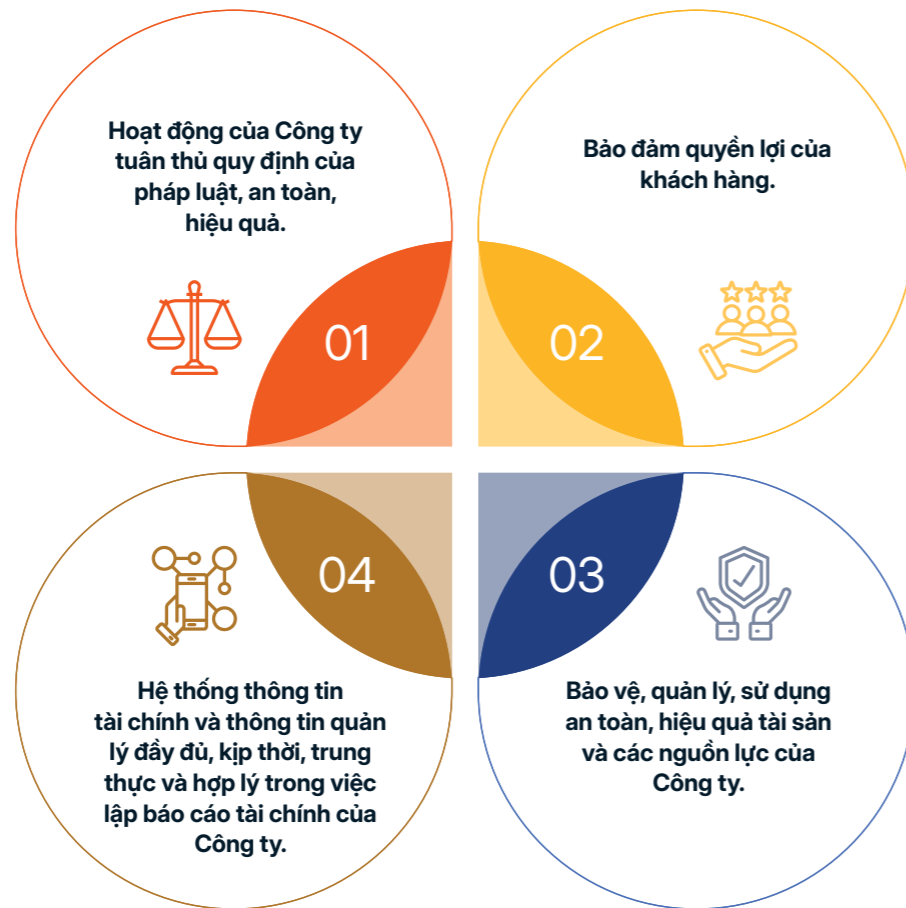 Hoạt động của Công ty
tuân thủ quy định của
pháp luật, an toàn,
hiệu quả.
01
Bảo đảm quyền lợi của
khách hàng.
02
03
Bảo vệ, quản lý, sử dụng
an toàn, hiệu quả tài sản
và các nguồn lực của
Công ty.
04
Hệ thống thông tin
tài chính và thông tin quản
lý đầy đủ, kịp thời, trung
thực và hợp lý trong việc
lập báo cáo tài chính của
Công ty.